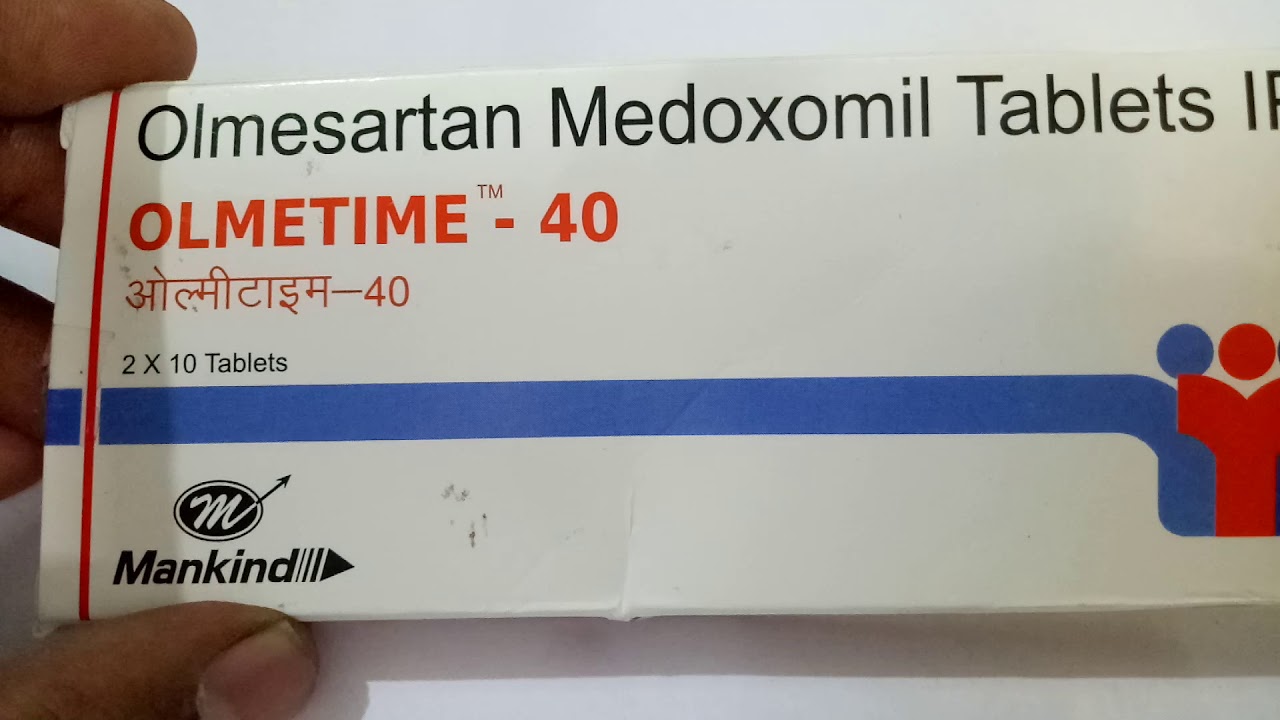 Olmesartan Medoxomil Tablets IP
OLMETIME™- 40
ओल्मीटाइम–40
2 X 10 Tablets
m
Mankind